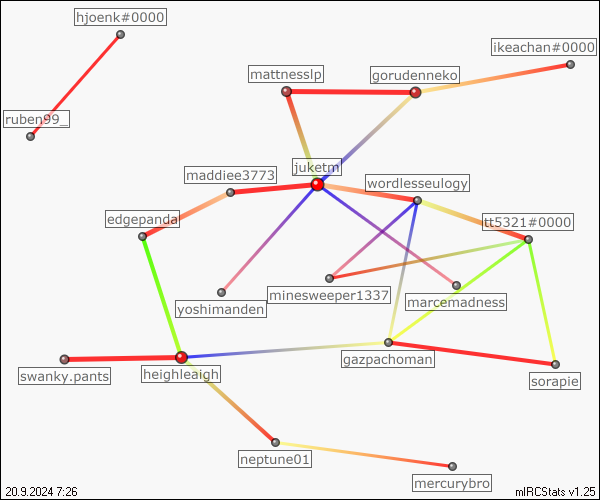 hjoenk#0000
ikeachan#0000
mattnesslp
gorudenneko
ruben99_
juketm
maddiee3773
wordlesseulogy
edgepanda
tt5321#0000
yoshimanden
minesweeper1337
marcemadness
gazpachoman
swanky.pants
heighleaigh
sorapie
neptune01
mercurybro
20.9.2024 7:26
mIRCStats v1.25